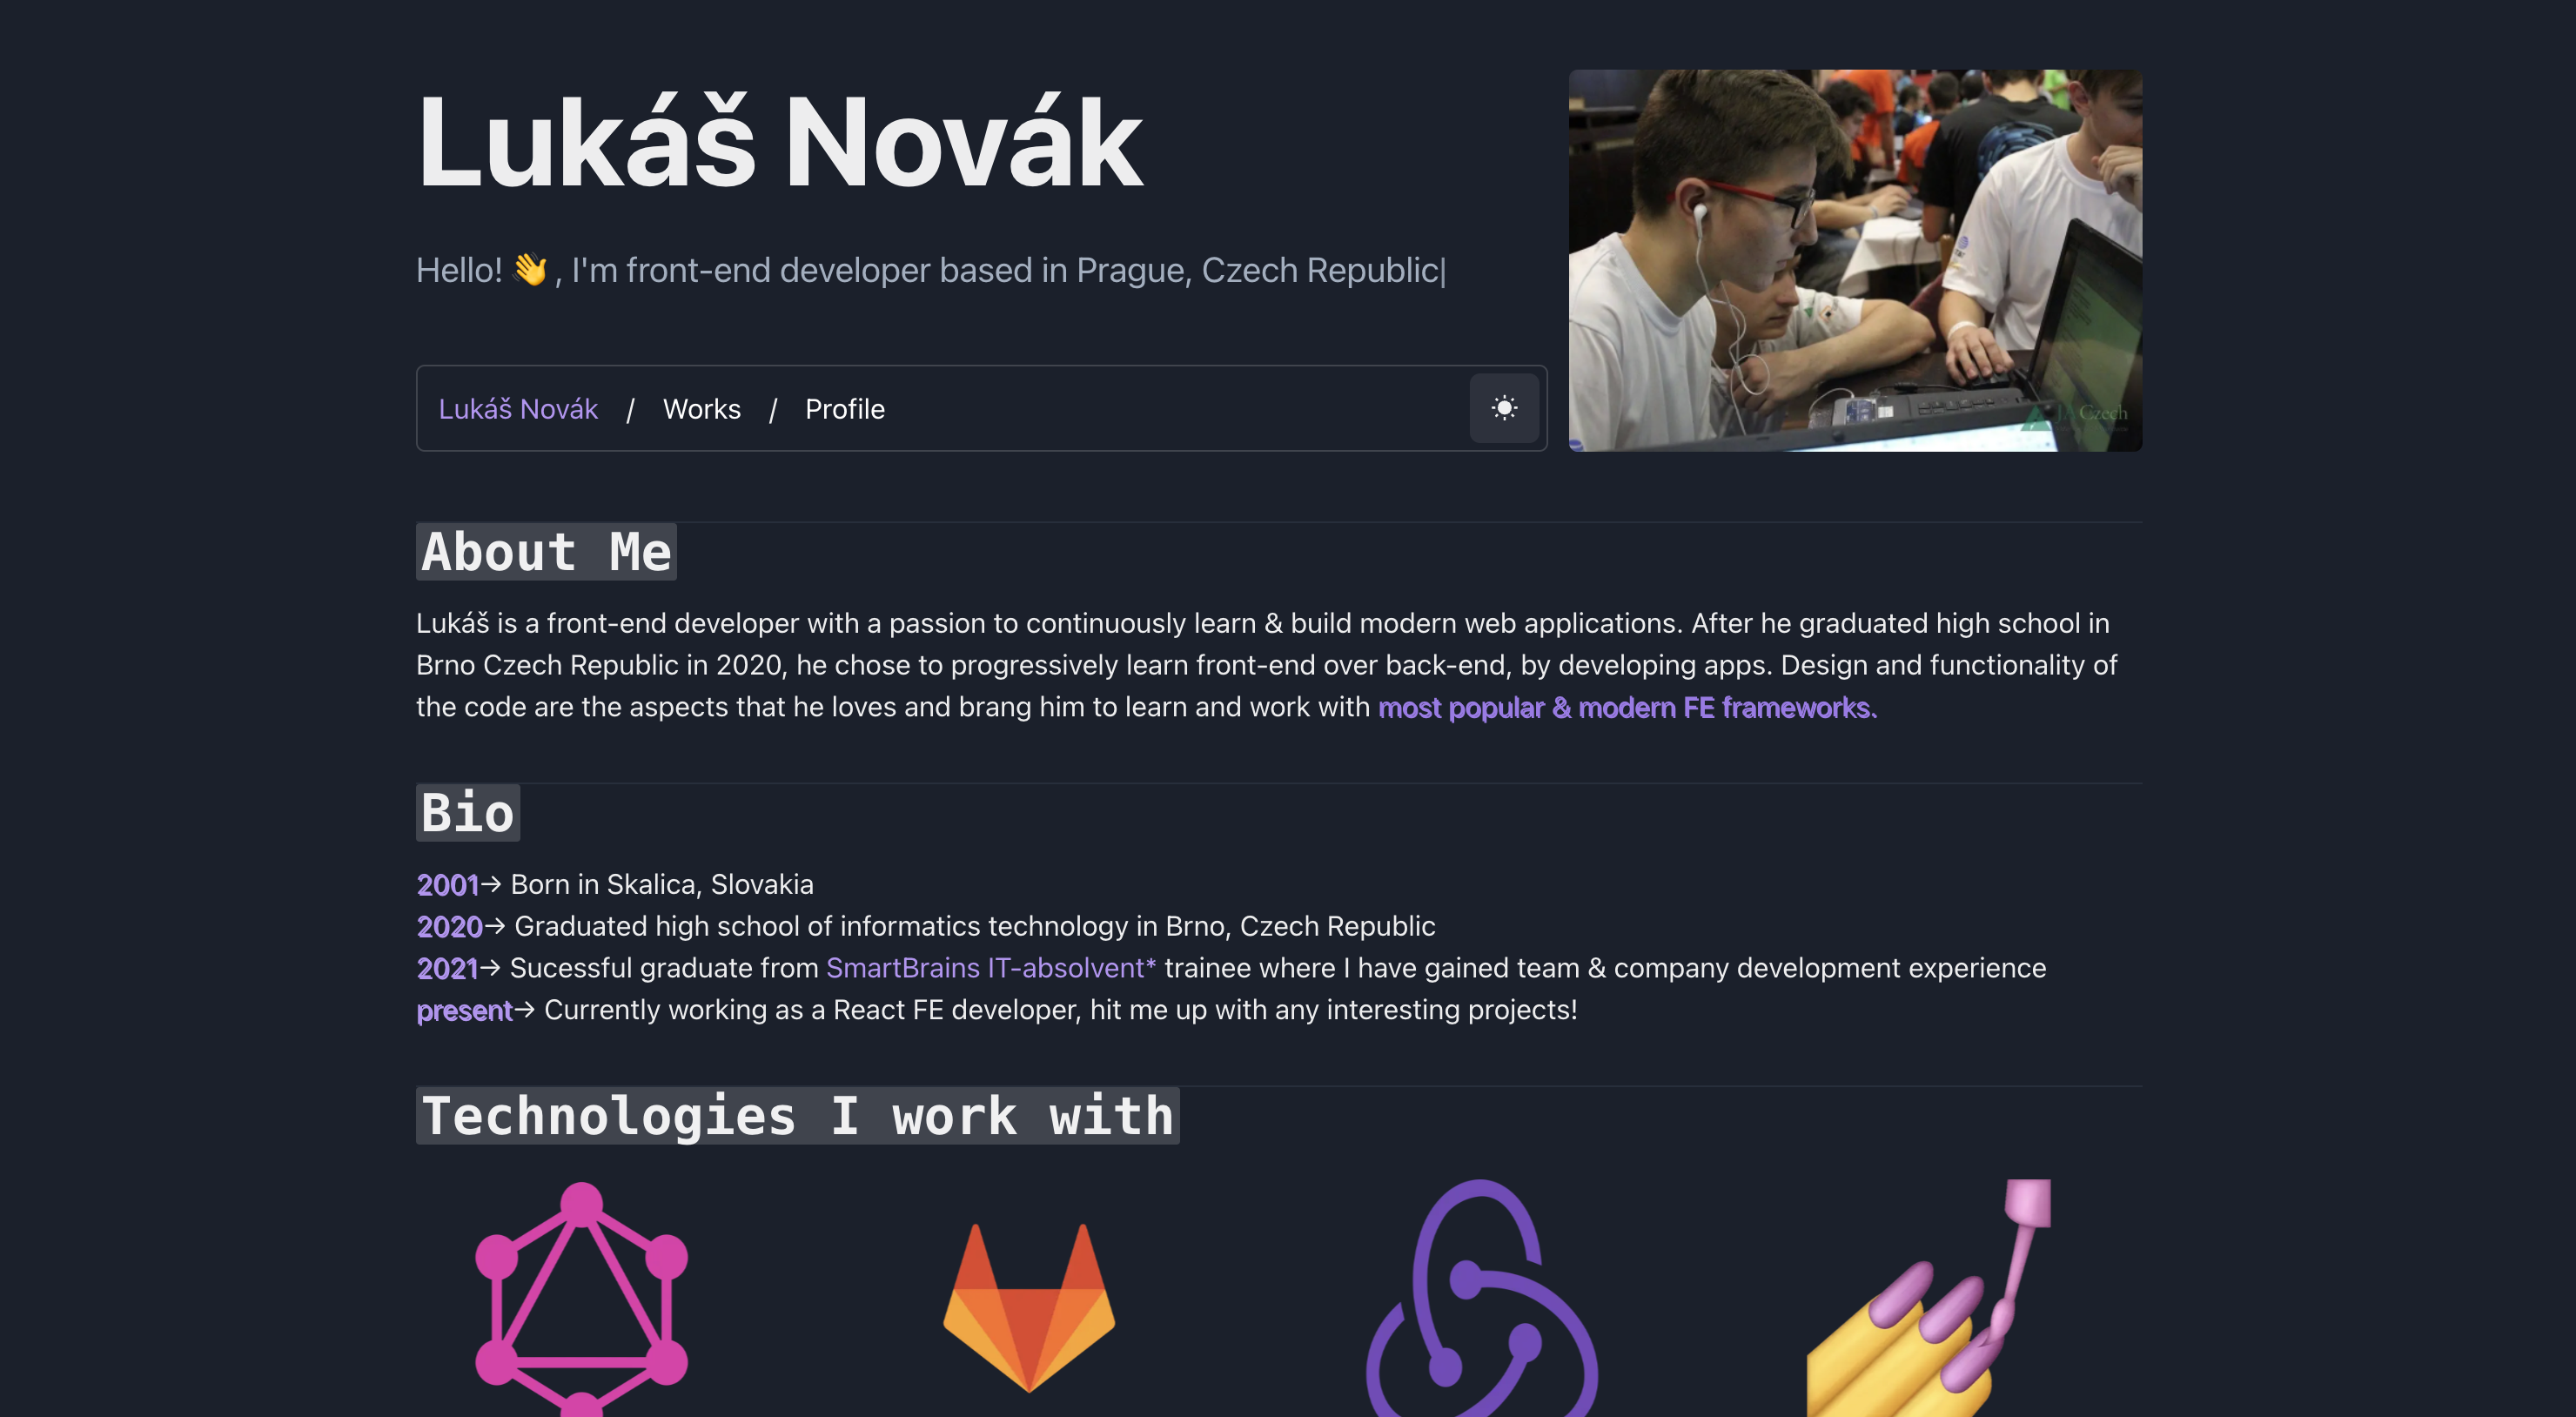 Lukáš Novák
Hello! 👋 , I'm front-end developer based in Prague, Czech Republic|
Lukáš Novák / Works / Profile
JA Czech
About Me
Lukáš is a front-end developer with a passion to continuously learn & build modern web applications. After he graduated high school in
Brno Czech Republic in 2020, he chose to progressively learn front-end over back-end, by developing apps. Design and functionality of
the code are the aspects that he loves and brang him to learn and work with most popular & modern FE frameworks.
Bio
2001→ Born in Skalica, Slovakia
2020→ Graduated high school of informatics technology in Brno, Czech Republic
2021→ Sucessful graduate from SmartBrains IT-absolvent* trainee where I have gained team & company development experience
present→ Currently working as a React FE developer, hit me up with any interesting projects!
Technologies I work with